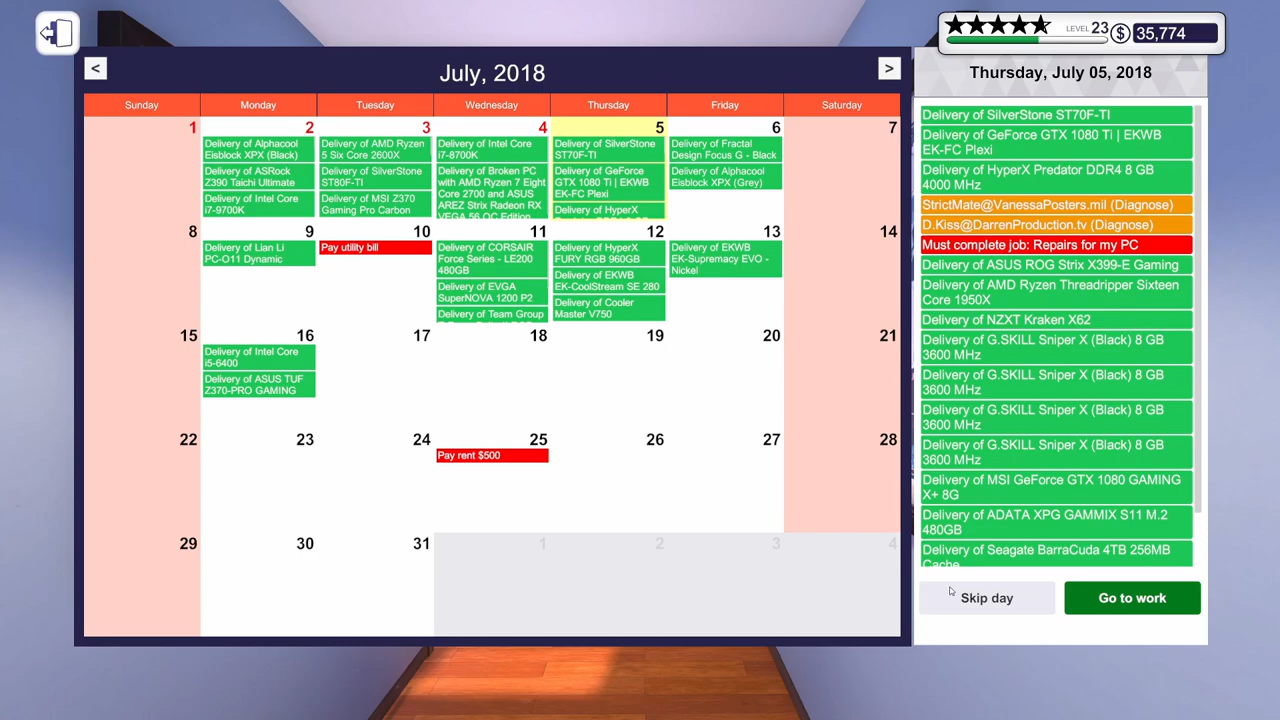 LEVEL 23 $ 35,774
< July, 2018 >
Sunday Monday Tuesday Wednesday Thursday Friday Saturday
1 2 3 4 5 6 7
Delivery of Alphacool
Eisblock XPX (Black)
Delivery of ASRock
Z390 Taichi Ultimate
Delivery of Intel Core
i7-9700K
Delivery of AMD Ryzen
5 Six Core 2600X
Delivery of SilverStone
ST80F-TI
Delivery of MSI Z370
Gaming Pro Carbon
Delivery of Intel Core
i7-8700K
Delivery of Broken PC
with AMD Ryzen 7 Eight
Core 2700 and ASUS
AREZ Strix Radeon RX
VEGA 56 OC Edition
Delivery of SilverStone
ST70F-TI
Delivery of GeForce
GTX 1080 Ti | EKWB
EK-FC Plexi
Delivery of HyperX
Delivery of Fractal
Design Focus G - Black
Delivery of Alphacool
Eisblock XPX (Grey)
8 9 10 11 12 13 14
Delivery of Lian Li
PC-O11 Dynamic
Pay utility bill
Delivery of CORSAIR
Force Series - LE200
480GB
Delivery of EVGA
SuperNOVA 1200 P2
Delivery of Team Group
Delivery of HyperX
FURY RGB 960GB
Delivery of EKWB
EK-CoolStream SE 280
Delivery of Cooler
Master V750
Delivery of EKWB
EK-Supremacy EVO -
Nickel
15 16 17 18 19 20 21
Delivery of Intel Core
i5-6400
Delivery of ASUS TUF
Z370-PRO GAMING
22 23 24 25 26 27 28
Pay rent $500
29 30 31 1 2 3 4
Thursday, July 05, 2018
Delivery of SilverStone ST70F-TI
Delivery of GeForce GTX 1080 Ti | EKWB
EK-FC Plexi
Delivery of HyperX Predator DDR4 8 GB
4000 MHz
StrictMate@VanessaPosters.mil (Diagnose)
D.Kiss@DarrenProduction.tv (Diagnose)
Must complete job: Repairs for my PC
Delivery of ASUS ROG Strix X399-E Gaming
Delivery of AMD Ryzen Threadripper Sixteen
Core 1950X
Delivery of NZXT Kraken X62
Delivery of G.SKILL Sniper X (Black) 8 GB
3600 MHz
Delivery of G.SKILL Sniper X (Black) 8 GB
3600 MHz
Delivery of G.SKILL Sniper X (Black) 8 GB
3600 MHz
Delivery of G.SKILL Sniper X (Black) 8 GB
3600 MHz
Delivery of MSI GeForce GTX 1080 GAMING
X+ 8G
Delivery of ADATA XPG GAMMIX S11 M.2
480GB
Delivery of Seagate BarraCuda 4TB 256MB
Cache
Skip day Go to work